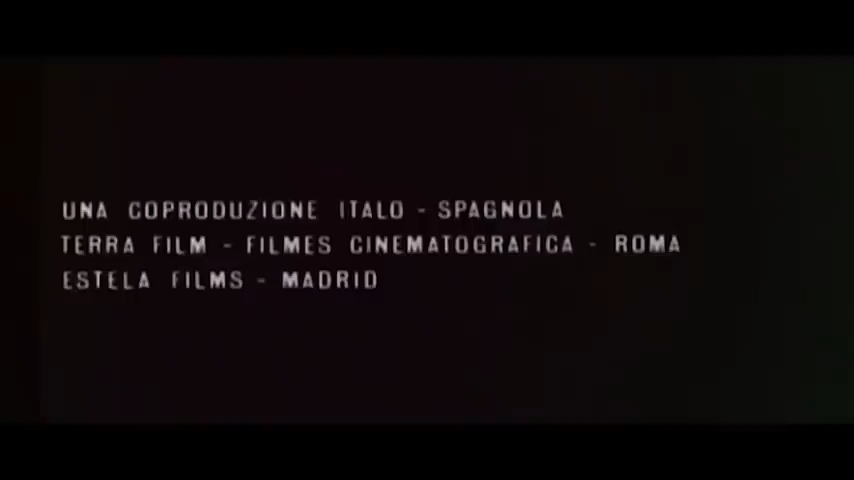 UNA COPRODUZIONE ITALO - SPAGNOLA
TERRA FILM - FILMES CINEMATOGRAFICA - ROMA
ESTELA FILMS - MADRID